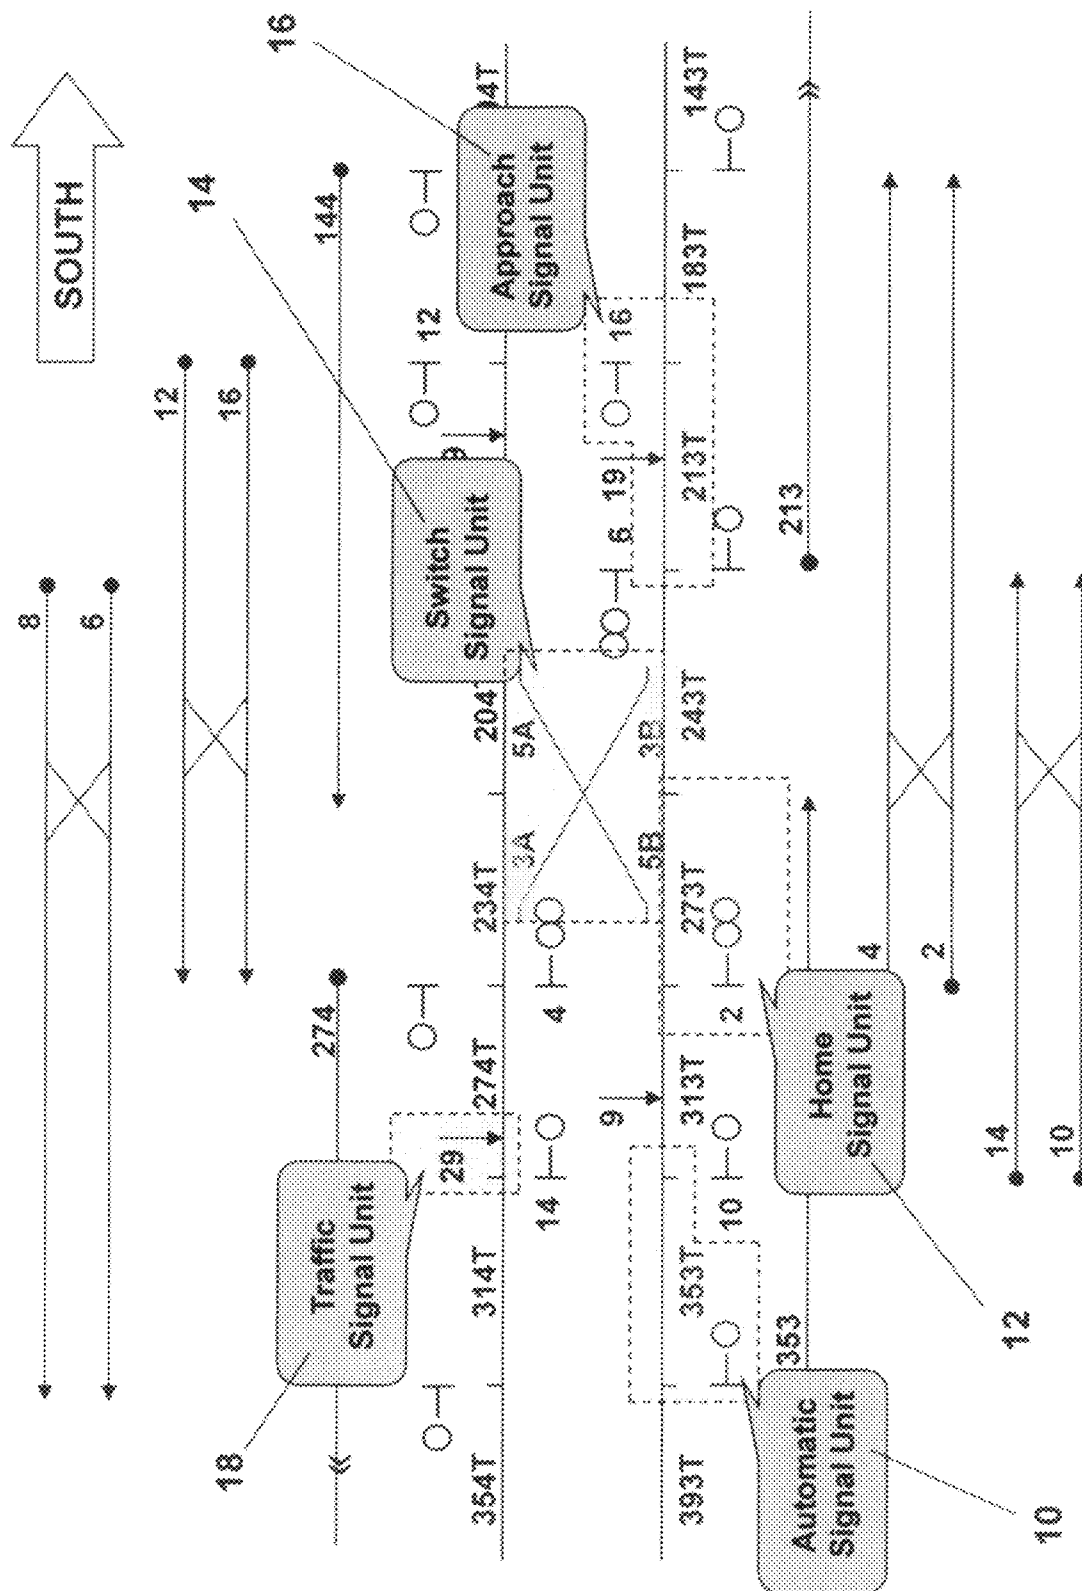 SOUTH
8
6
12
16
14
18
16
274
144
Traffic
Signal Unit
Switch
Signal Unit
Approach
Signal Unit
12
29
354T
314T
274T
234T
204
5A
3A
14
4
9
6
19
16
5B
3B
393T
353T
313T
273T
243T
213T
183T
143T
10
2
353
213
Automatic
Signal Unit
Home
Signal Unit
4
2
14
10
10
12